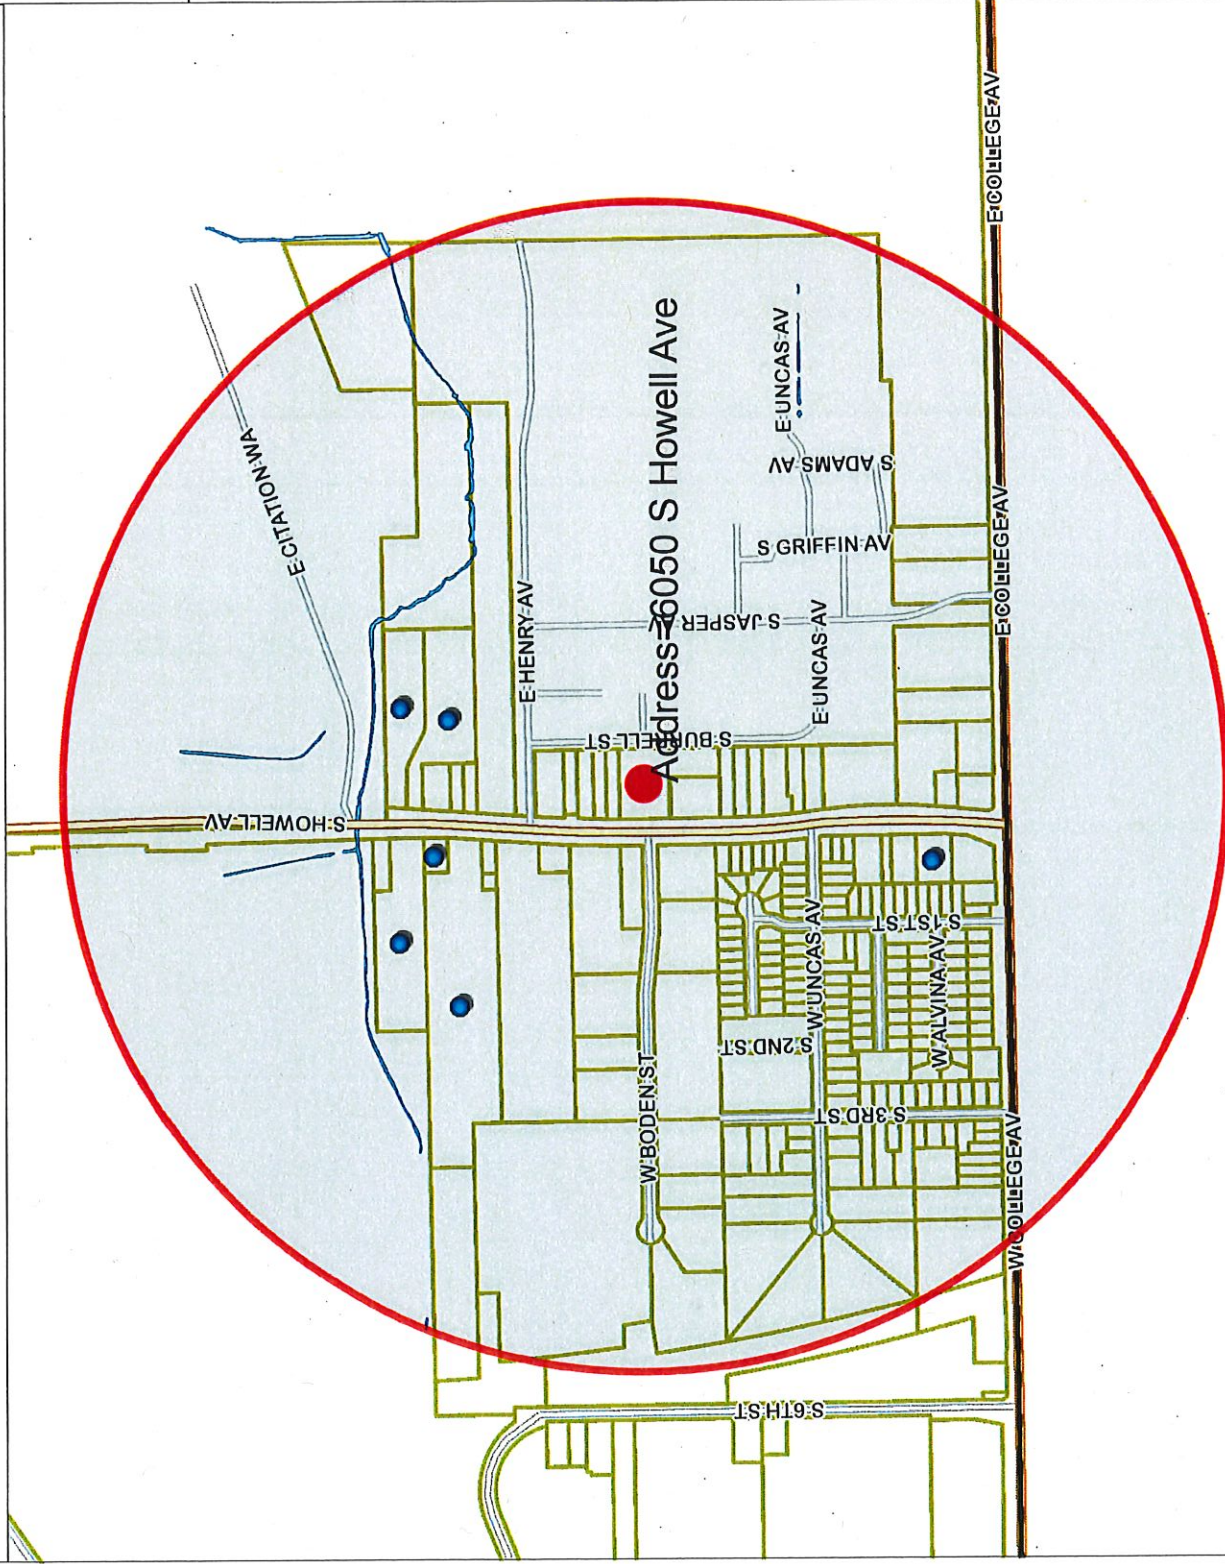 E COLLEGE AV
E CITATION WA
E UNCAS AV
S ADAMS AV
S GRIFFIN AV
E COLLEGE AV
Address=6050 S Howell Ave
E HENRY AV
S JASPER AV
E UNCAS AV
S BURRELL ST
S HOWELL AV
S 1ST ST
W UNCAS AV
W ALVINA AV
S 2ND ST
W BODEN ST
S 3RD ST
W COLLEGE AV
S 6TH ST